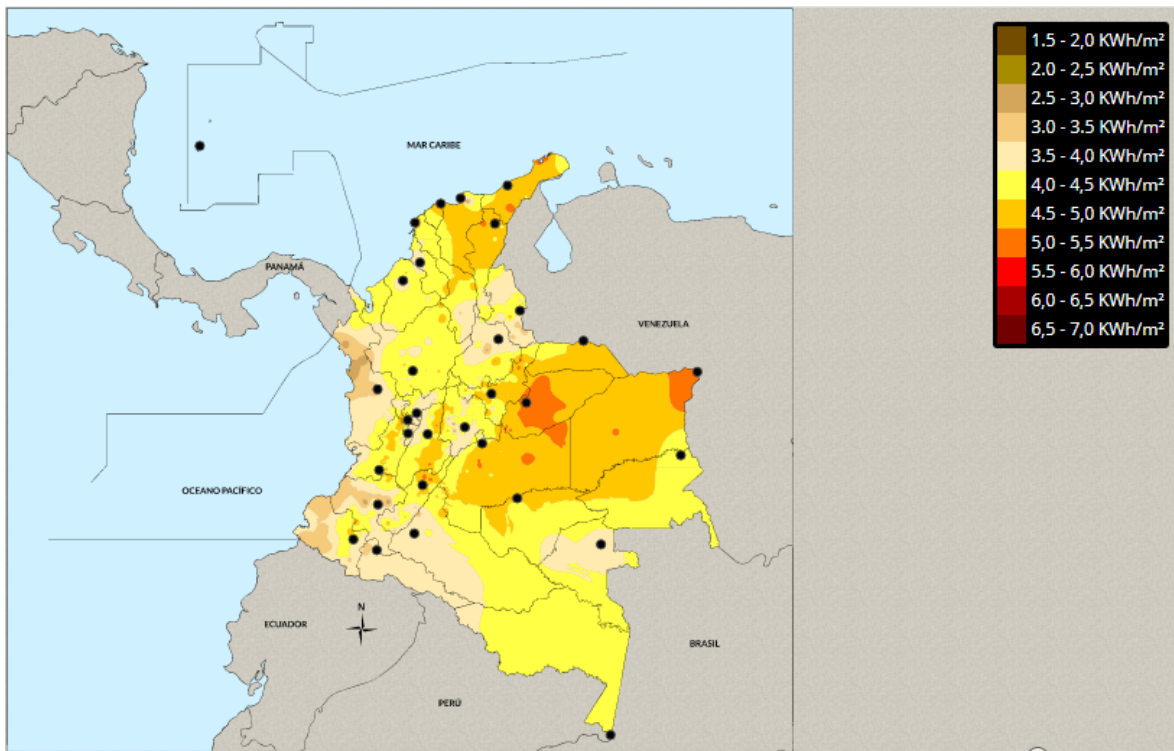 MAR CARIBE
PANAMÁ
VENEZUELA
OCEANO PACÍFICO
N
ECUADOR
BRASIL
PERÚ
1.5 - 2,0 KWh/m²
2.0 - 2,5 KWh/m²
2.5 - 3,0 KWh/m²
3.0 - 3.5 KWh/m²
3.5 - 4,0 KWh/m²
4,0 - 4,5 KWh/m²
4.5 - 5,0 KWh/m²
5,0 - 5,5 KWh/m²
5.5 - 6,0 KWh/m²
6,0 - 6,5 KWh/m²
6,5 - 7,0 KWh/m²